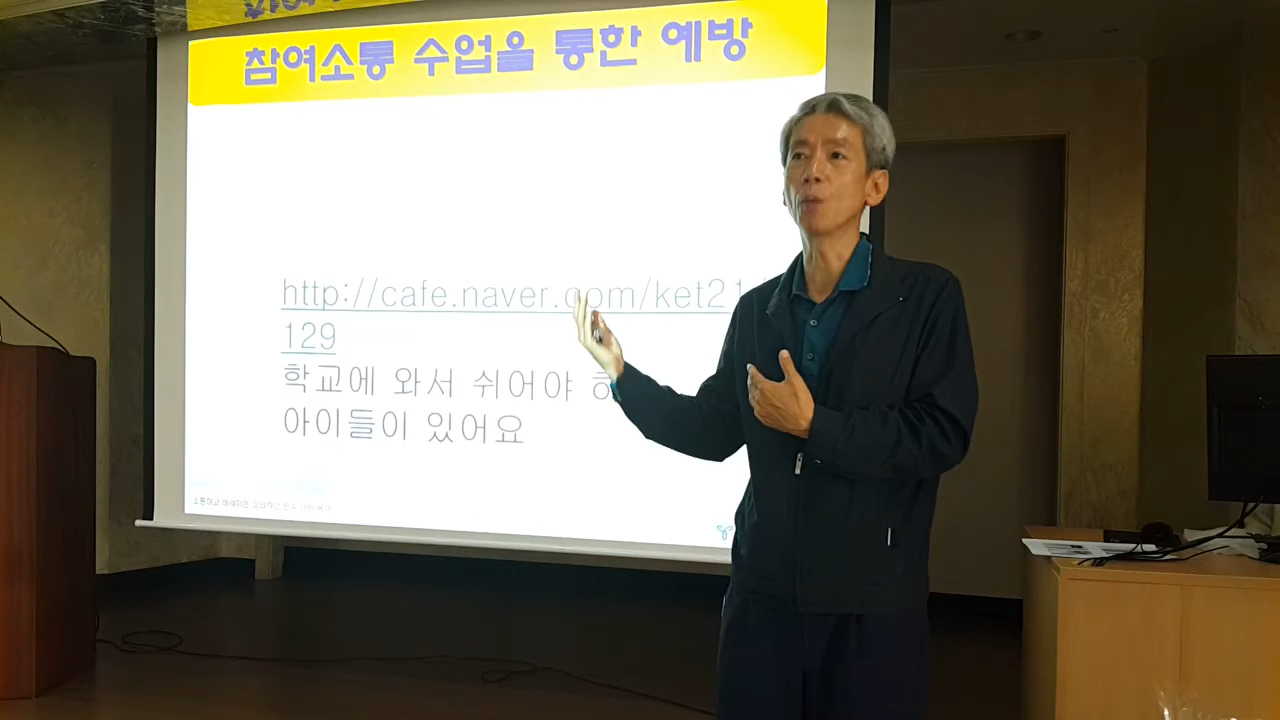 참여소통 수업을 통한 예방
http://cafe.naver.com/ket21
129
학교에 와서 쉬어야
아이들이 있어요